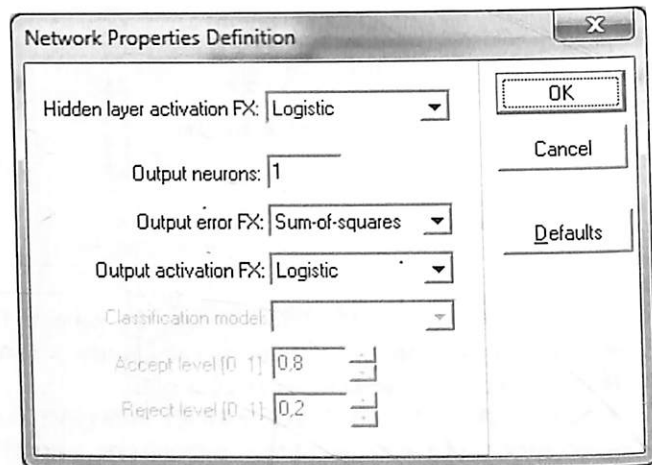 Network Properties Definition
x
Hidden layer activation FX: Logistic
Output neurons: 1
Output error FX: Sum-of-squares
Output activation FX: Logistic
Classification model:
Accept level [0 1] 0,8
Reject level [0 1] 0,2
OK
Cancel
Defaults